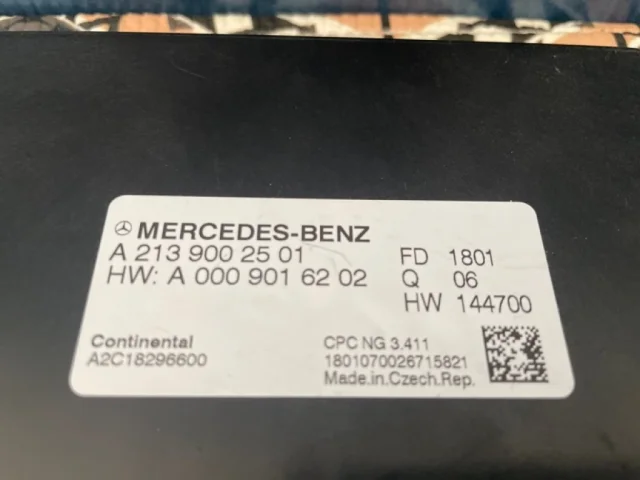 MERCEDES-BENZ
A 213 900 25 01 FD 1801
HW: A 000 901 62 02 Q 06
HW 144700
Continental CPC NG 3.411
A2C18296600 1801070026715821
Made.in.Czech.Rep.